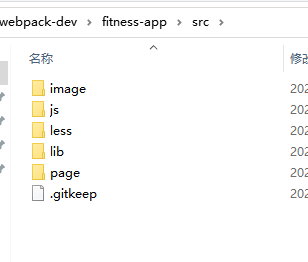 webpack-dev > fitness-app > src >
名称 修
image 202
js 202
less 202
lib 202
page 202
.gitkeep 202